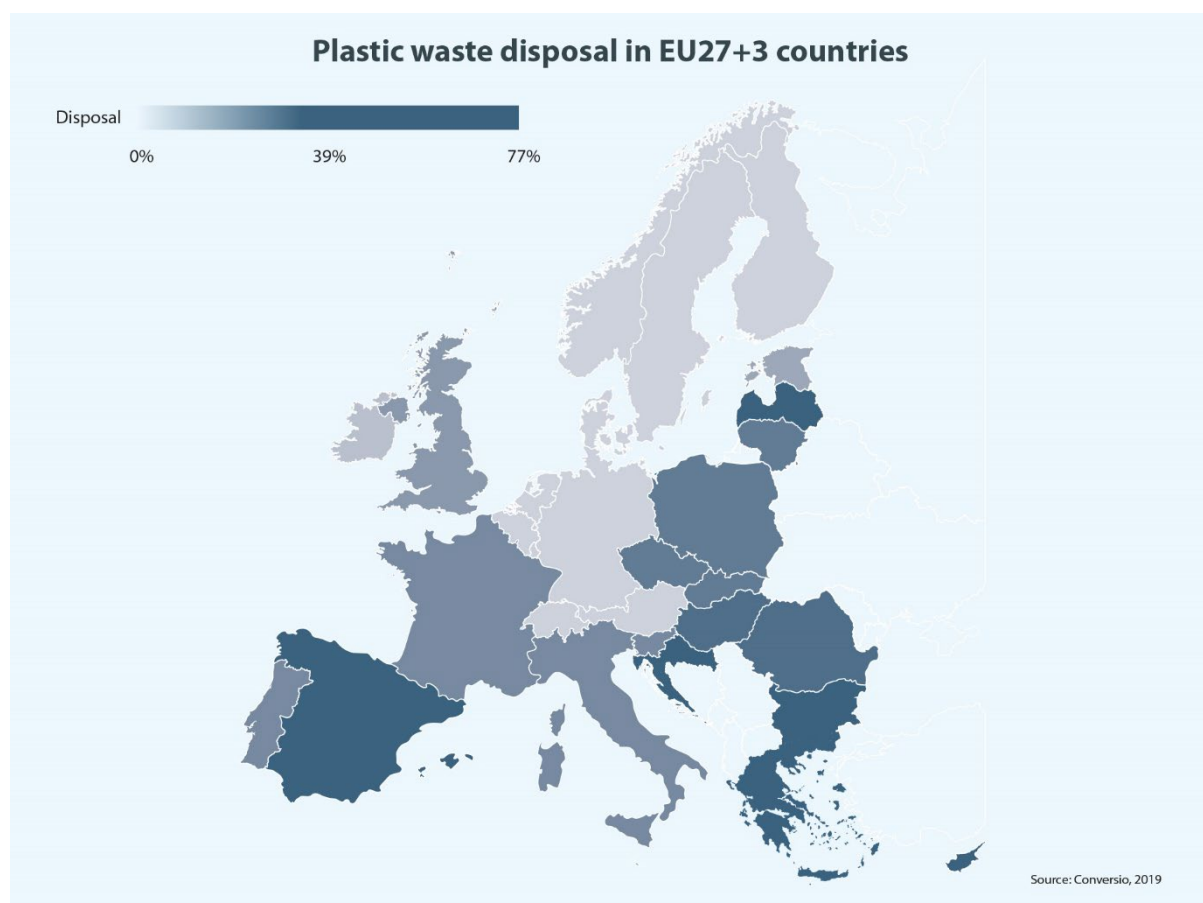 Plastic waste disposal in EU27+3 countries
Disposal
0% 39% 77%
Source: Conversio, 2019